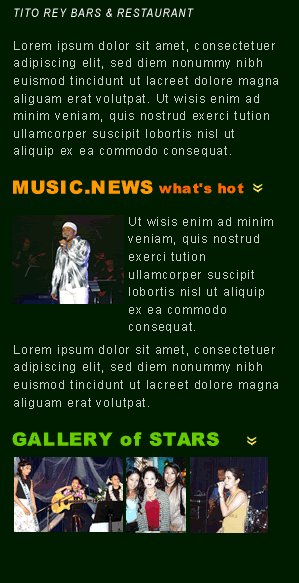 TITO REY BARS & RESTAURANT
Lorem ipsum dolor sit amet, consectetuer
adipiscing elit, sed diem nonummy nibh
euismod tincidunt ut lacreet dolore magna
aliguam erat volutpat. Ut wisis enim ad
minim veniam, quis nostrud exerci tution
ullamcorper suscipit lobortis nisl ut
aliquip ex ea commodo consequat.
MUSIC.NEWS what's hot
Ut wisis enim ad minim
veniam, quis nostrud
exerci tution
ullamcorper suscipit
lobortis nisl ut aliquip
ex ea commodo
consequat.
Lorem ipsum dolor sit amet, consectetuer
adipiscing elit, sed diem nonummy nibh
euismod tincidunt ut lacreet dolore magna
aliguam erat volutpat.
GALLERY of STARS